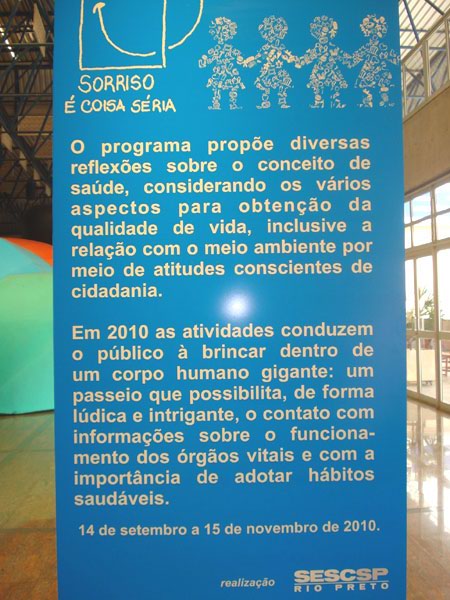 SORRISO
É COISA SÉRIA
O programa propõe diversas
reflexões sobre o conceito de
saúde, considerando os vários
aspectos para obtenção da
qualidade de vida, inclusive a
relação com o meio ambiente por
meio de atitudes conscientes de
cidadania.
Em 2010 as atividades conduzem
o público à brincar dentro de
um corpo humano gigante: um
passeio que possibilita, de forma
lúdica e intrigante, o contato com
informações sobre o funciona-
mento dos órgãos vitais e com a
importância de adotar hábitos
saudáveis.
14 de setembro a 15 de novembro de 2010.
realização SESCSP
RIO PRETO